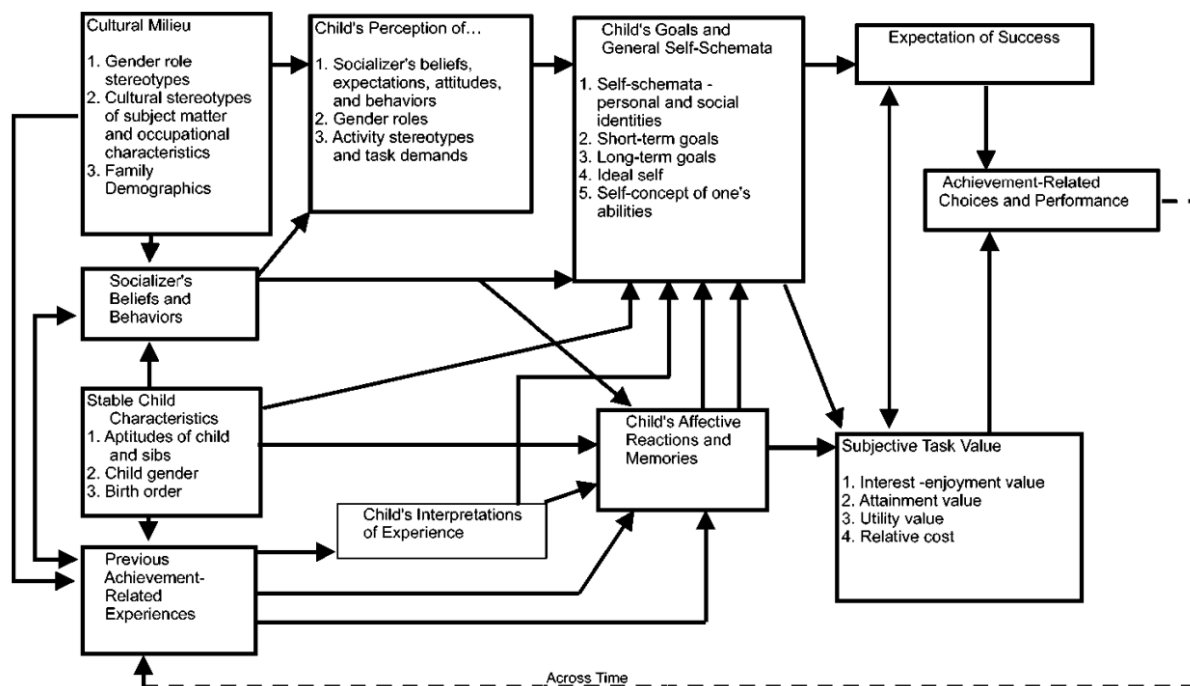 Cultural Milieu
1. Gender role
stereotypes
2. Cultural stereotypes
of subject matter
and occupational
characteristics
3. Family
Demographics
Child's Perception of...
1. Socializer's beliefs,
expectations, attitudes,
and behaviors
2. Gender roles
3. Activity stereotypes
and task demands
Child's Goals and
General Self-Schemata
1. Self-schemata -
personal and social
identities
2. Short-term goals
3. Long-term goals
4. Ideal self
5. Self-concept of one's
abilities
Expectation of Success
Achievement-Related
Choices and Performance
Socializer's
Beliefs and
Behaviors
Stable Child
Characteristics
1. Aptitudes of child
and sibs
2. Child gender
3. Birth order
Child's Affective
Reactions and
Memories
Subjective Task Value
1. Interest -enjoyment value
2. Attainment value
3. Utility value
4. Relative cost
Child's Interpretations
of Experience
Previous
Achievement-
Related
Experiences
Across Time